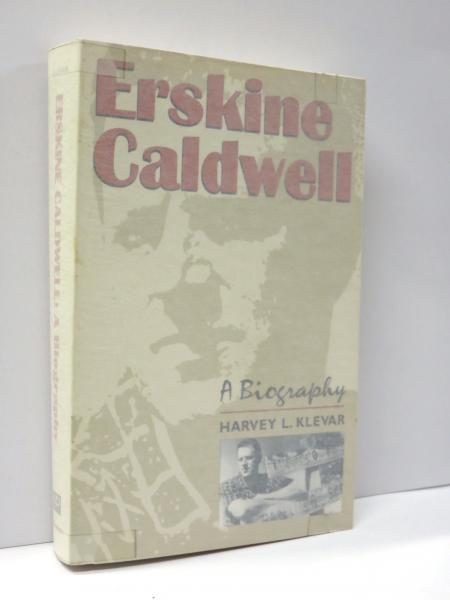 Erskine
Caldwell
A Biography
HARVEY L. KLEVAR
ERSKINE CALDWELL: A Biography